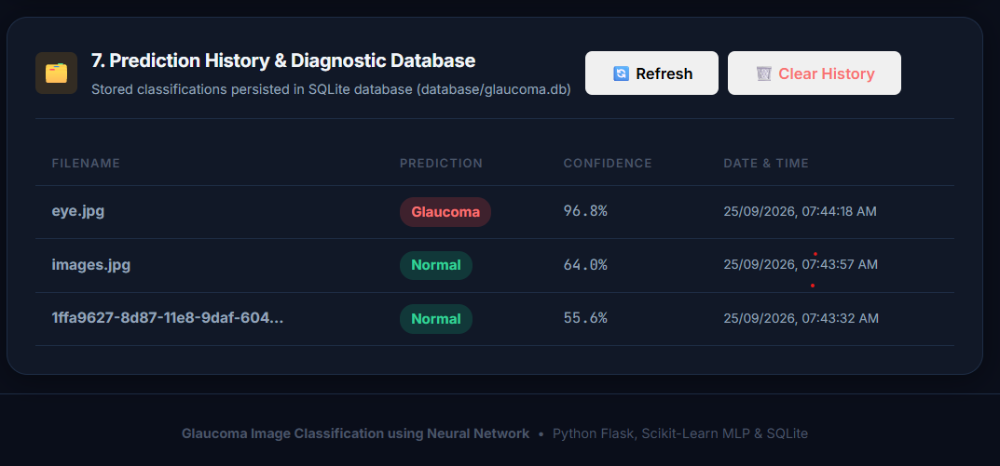 7. Prediction History & Diagnostic Database
Stored classifications persisted in SQLite database (database/glaucoma.db)
Refresh
Clear History
FILENAME PREDICTION CONFIDENCE DATE & TIME
eye.jpg Glaucoma 96.8% 25/09/2026, 07:44:18 AM
images.jpg Normal 64.0% 25/09/2026, 07:43:57 AM
1ffa9627-8d87-11e8-9daf-604... Normal 55.6% 25/09/2026, 07:43:32 AM
Glaucoma Image Classification using Neural Network • Python Flask, Scikit-Learn MLP & SQLite